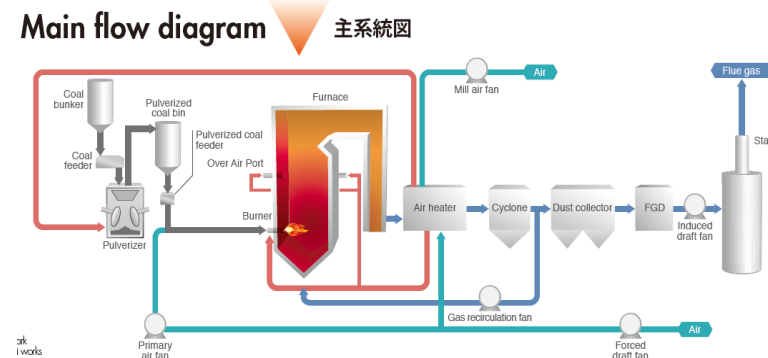 Main flow diagram
主系統図
Air
Mill air fan
Flue gas
Coal
bunker
Pulverized
coal bin
Furnace
Pulverized coal
feeder
Coal
feeder
Over Air Port
Burner
Pulverizer
Air heater
Cyclone
Dust collector
FGD
Induced
draft fan
Gas recirculation fan
Air
Primary
air fan
Forced
draft fan
works